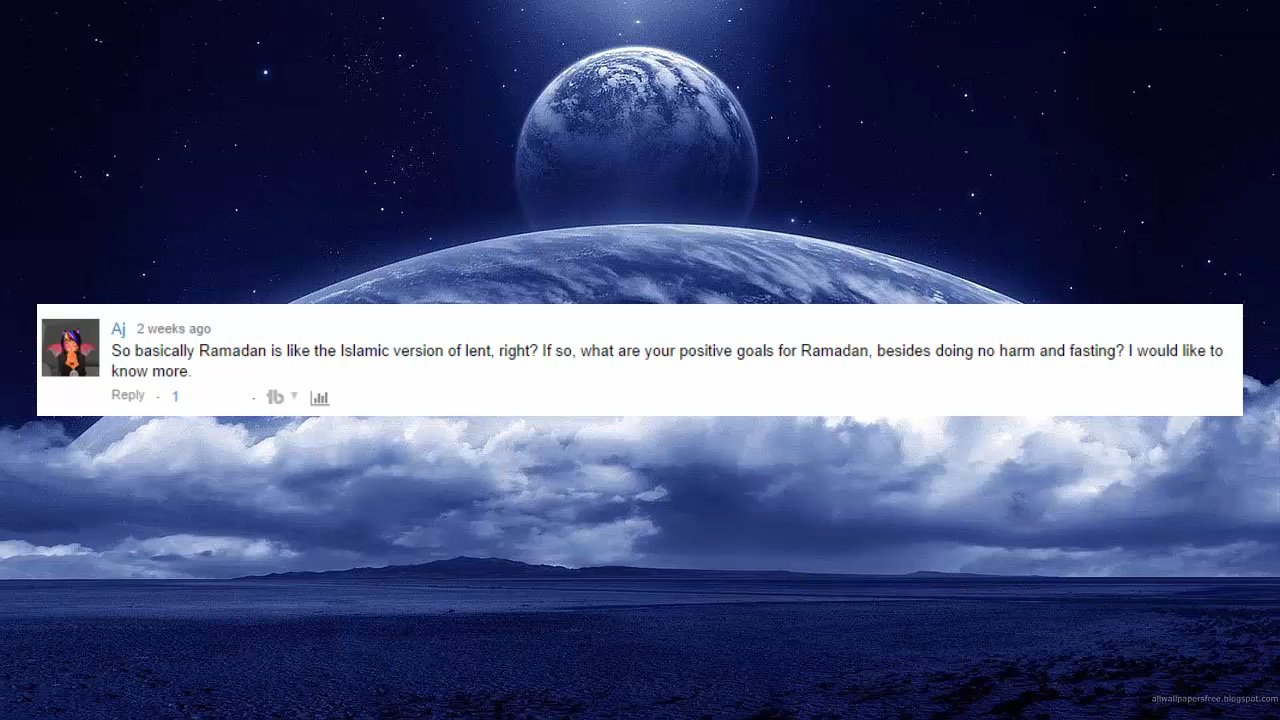 Aj 2 weeks ago
So basically Ramadan is like the Islamic version of lent, right? If so, what are your positive goals for Ramadan, besides doing no harm and fasting? I would like to
know more.
Reply · 1 · tb
allwallpapersfree.blogspot.com